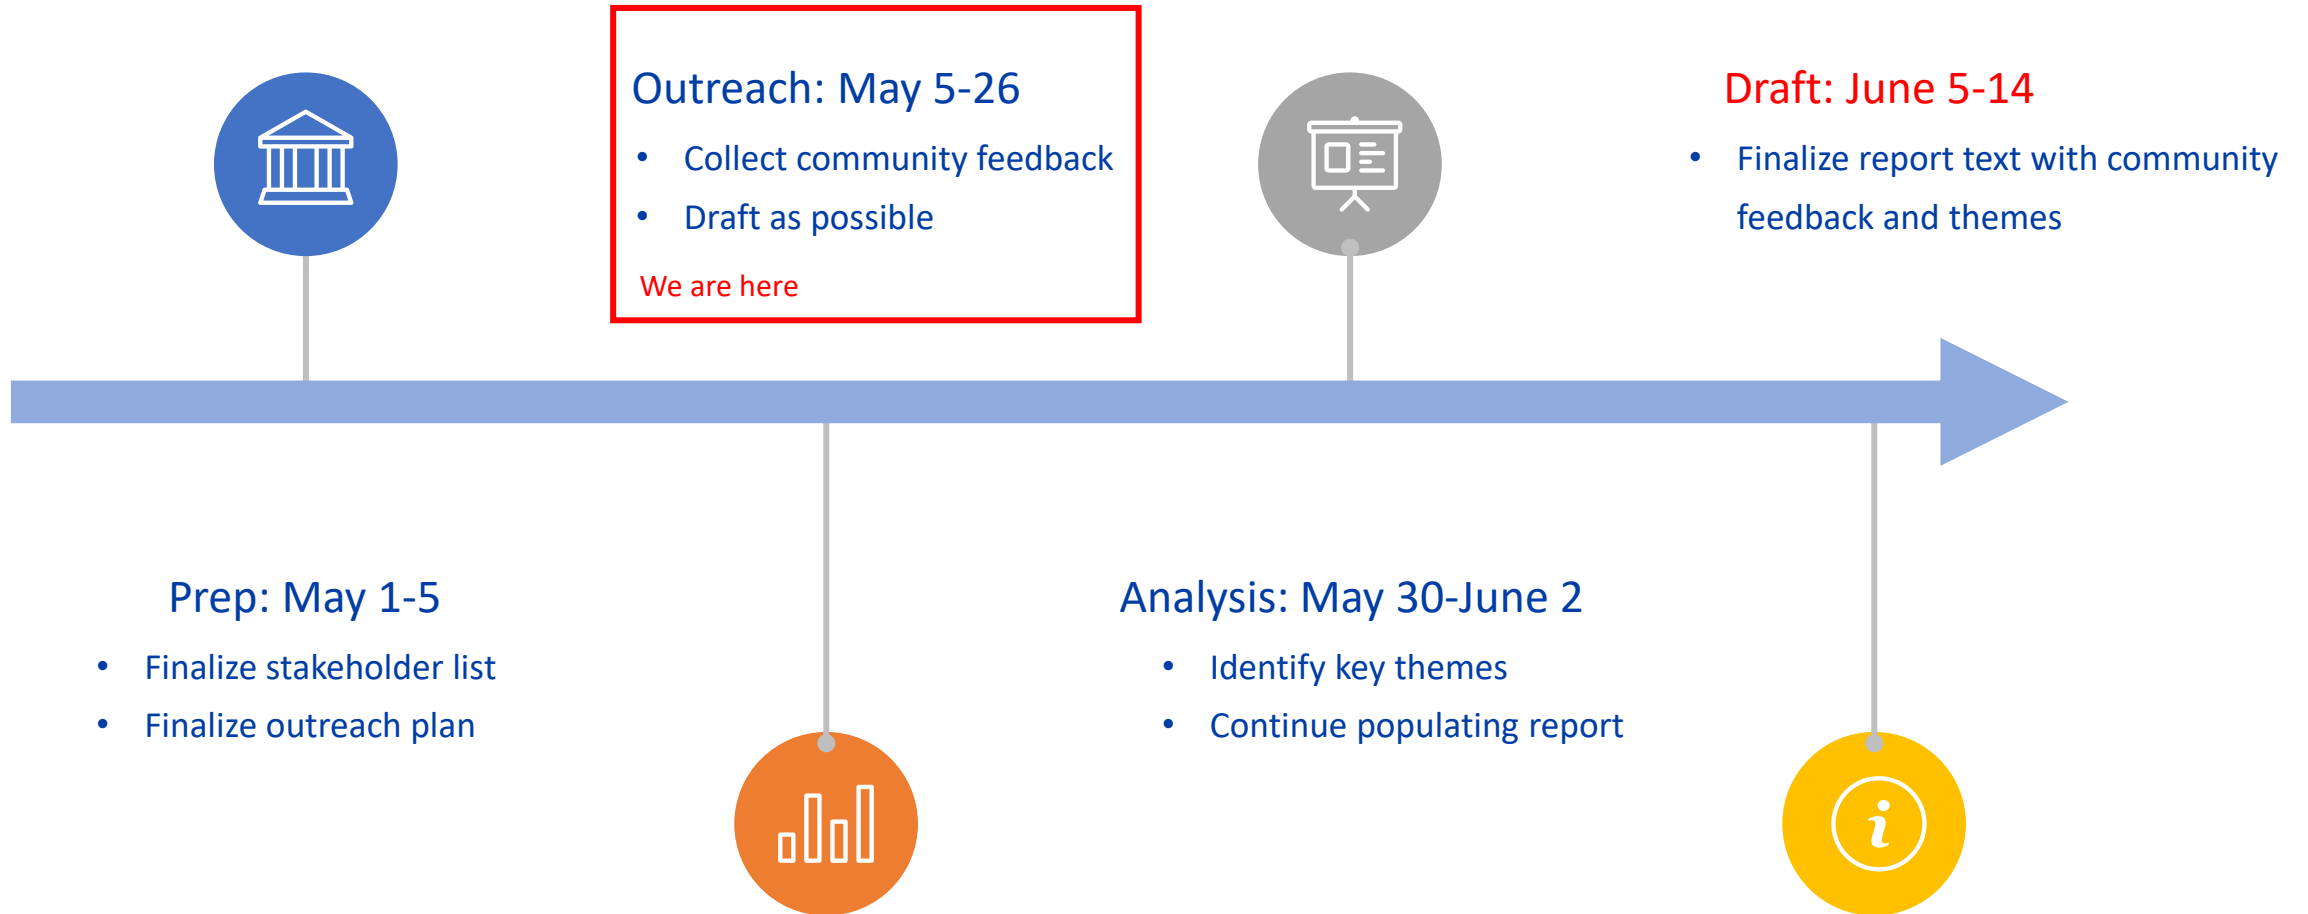 Outreach: May 5-26
• Collect community feedback
• Draft as possible
We are here
Draft: June 5-14
• Finalize report text with community
feedback and themes
Prep: May 1-5
• Finalize stakeholder list
• Finalize outreach plan
Analysis: May 30-June 2
• Identify key themes
• Continue populating report
i